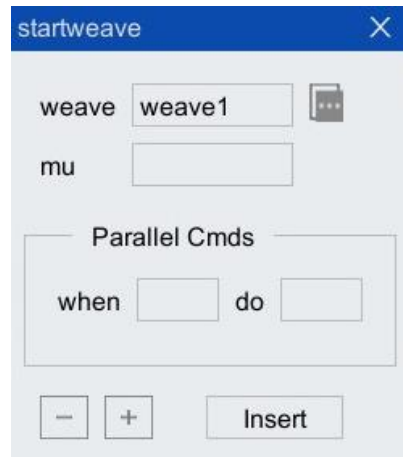 startweave
weave weave1
mu
Parallel Cmds
when do
Insert